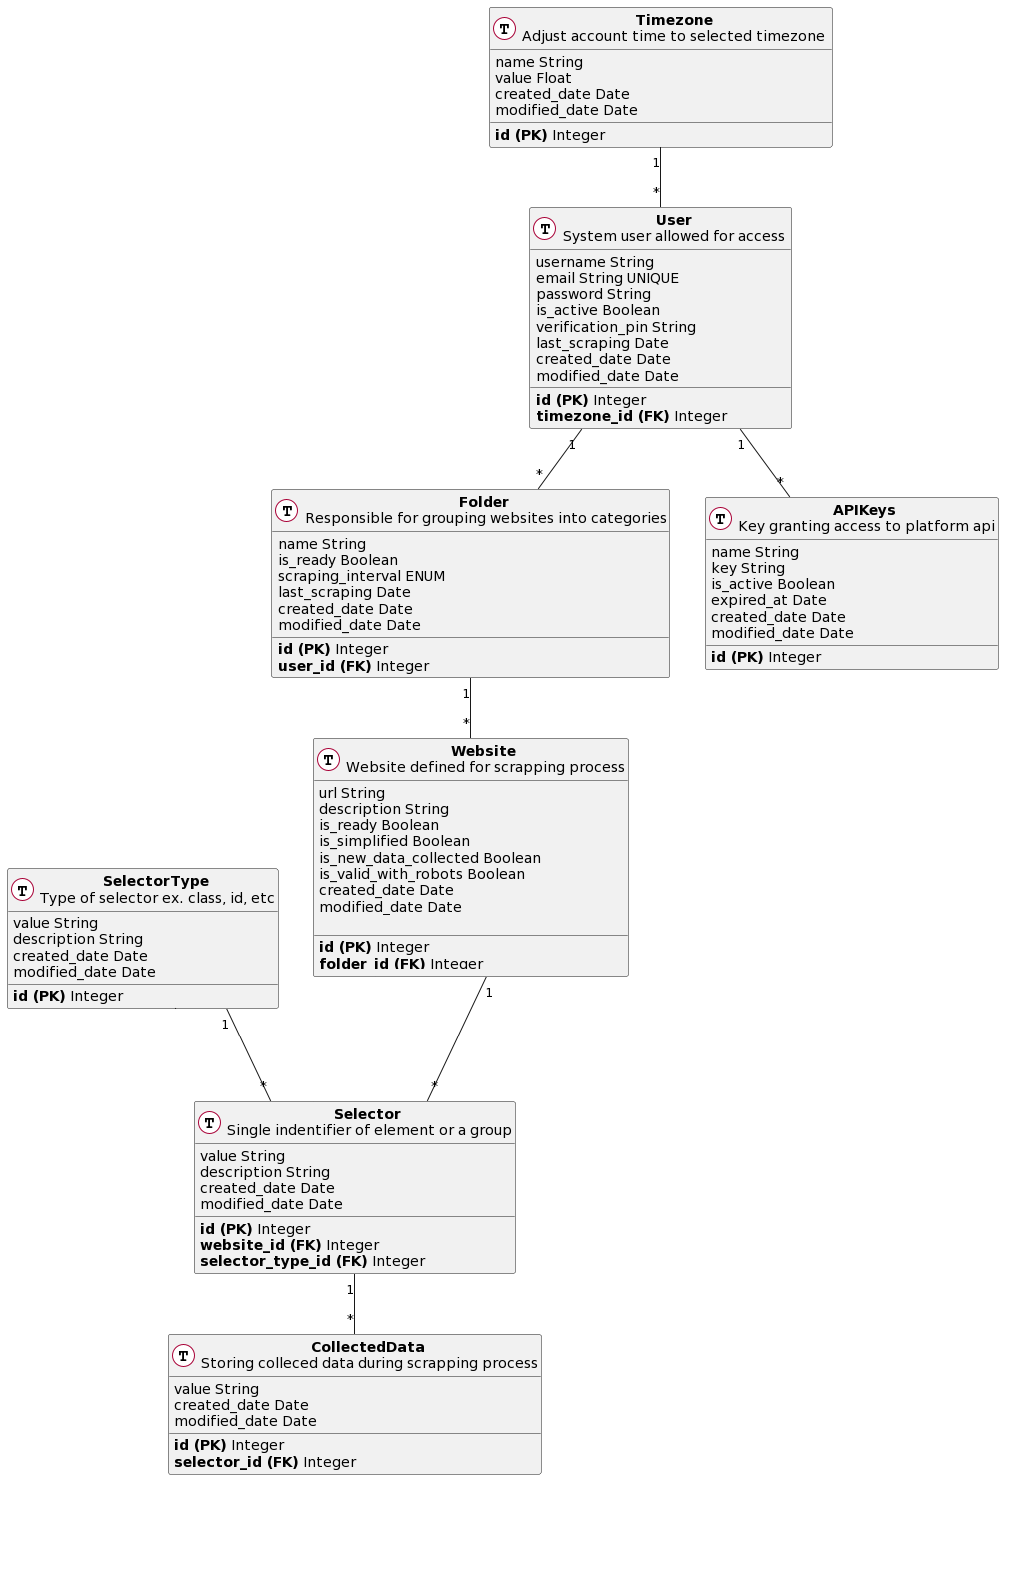 T
Timezone
Adjust account time to selected timezone
name String
value Float
created_date Date
modified_date Date
id (PK) Integer
1
*
T
User
System user allowed for access
username String
email String UNIQUE
password String
is_active Boolean
verification_pin String
last_scraping Date
created_date Date
modified_date Date
id (PK) Integer
timezone_id (FK) Integer
1
*
1
*
T
Folder
Responsible for grouping websites into categories
name String
is_ready Boolean
scraping_interval ENUM
last_scraping Date
created_date Date
modified_date Date
id (PK) Integer
user_id (FK) Integer
T
APIKeys
Key granting access to platform api
name String
key String
is_active Boolean
expired_at Date
created_date Date
modified_date Date
id (PK) Integer
1
*
T
Website
Website defined for scrapping process
url String
description String
is_ready Boolean
is_simplified Boolean
is_new_data_collected Boolean
is_valid_with_robots Boolean
created_date Date
modified_date Date
id (PK) Integer
folder_id (FK) Integer
T
SelectorType
Type of selector ex. class, id, etc
value String
description String
created_date Date
modified_date Date
id (PK) Integer
1
*
1
*
T
Selector
Single indentifier of element or a group
value String
description String
created_date Date
modified_date Date
id (PK) Integer
website_id (FK) Integer
selector_type_id (FK) Integer
1
*
T
CollectedData
Storing colleced data during scrapping process
value String
created_date Date
modified_date Date
id (PK) Integer
selector_id (FK) Integer